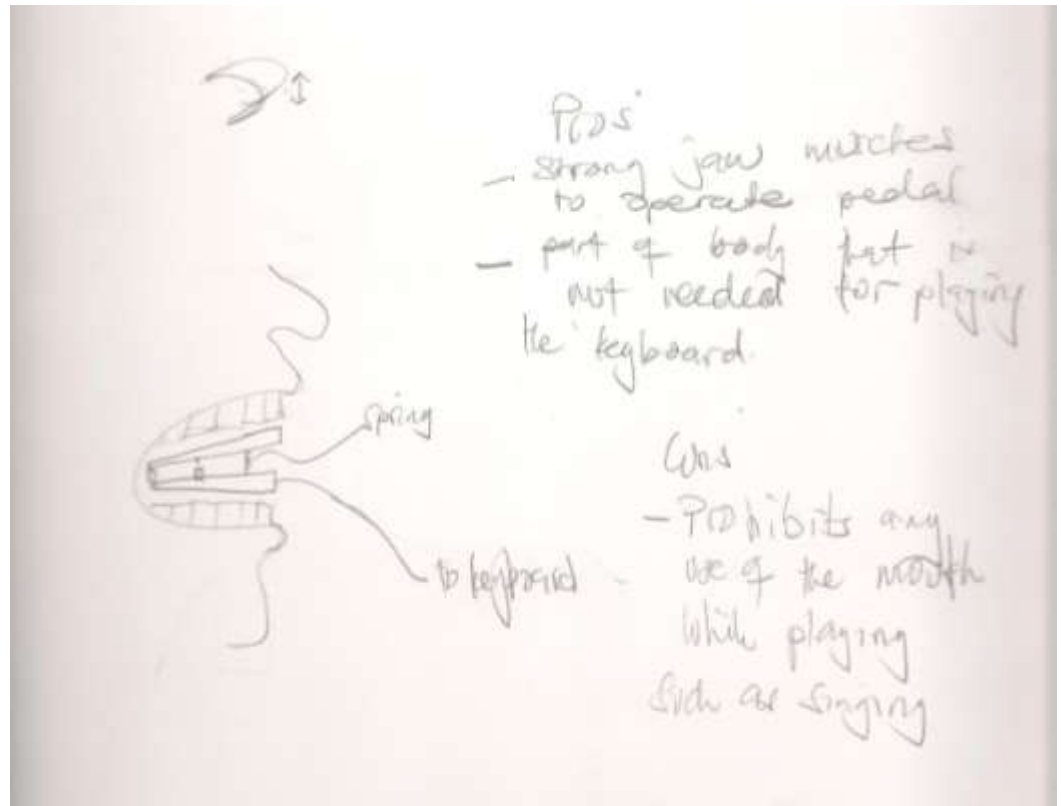 Pros
- strong jaw muscles
to operate pedal
- part of body that is
not needed for playing
the keyboard.
spring
Cons
- Prohibits any
to keyboard
use of the mouth
while playing
such as singing